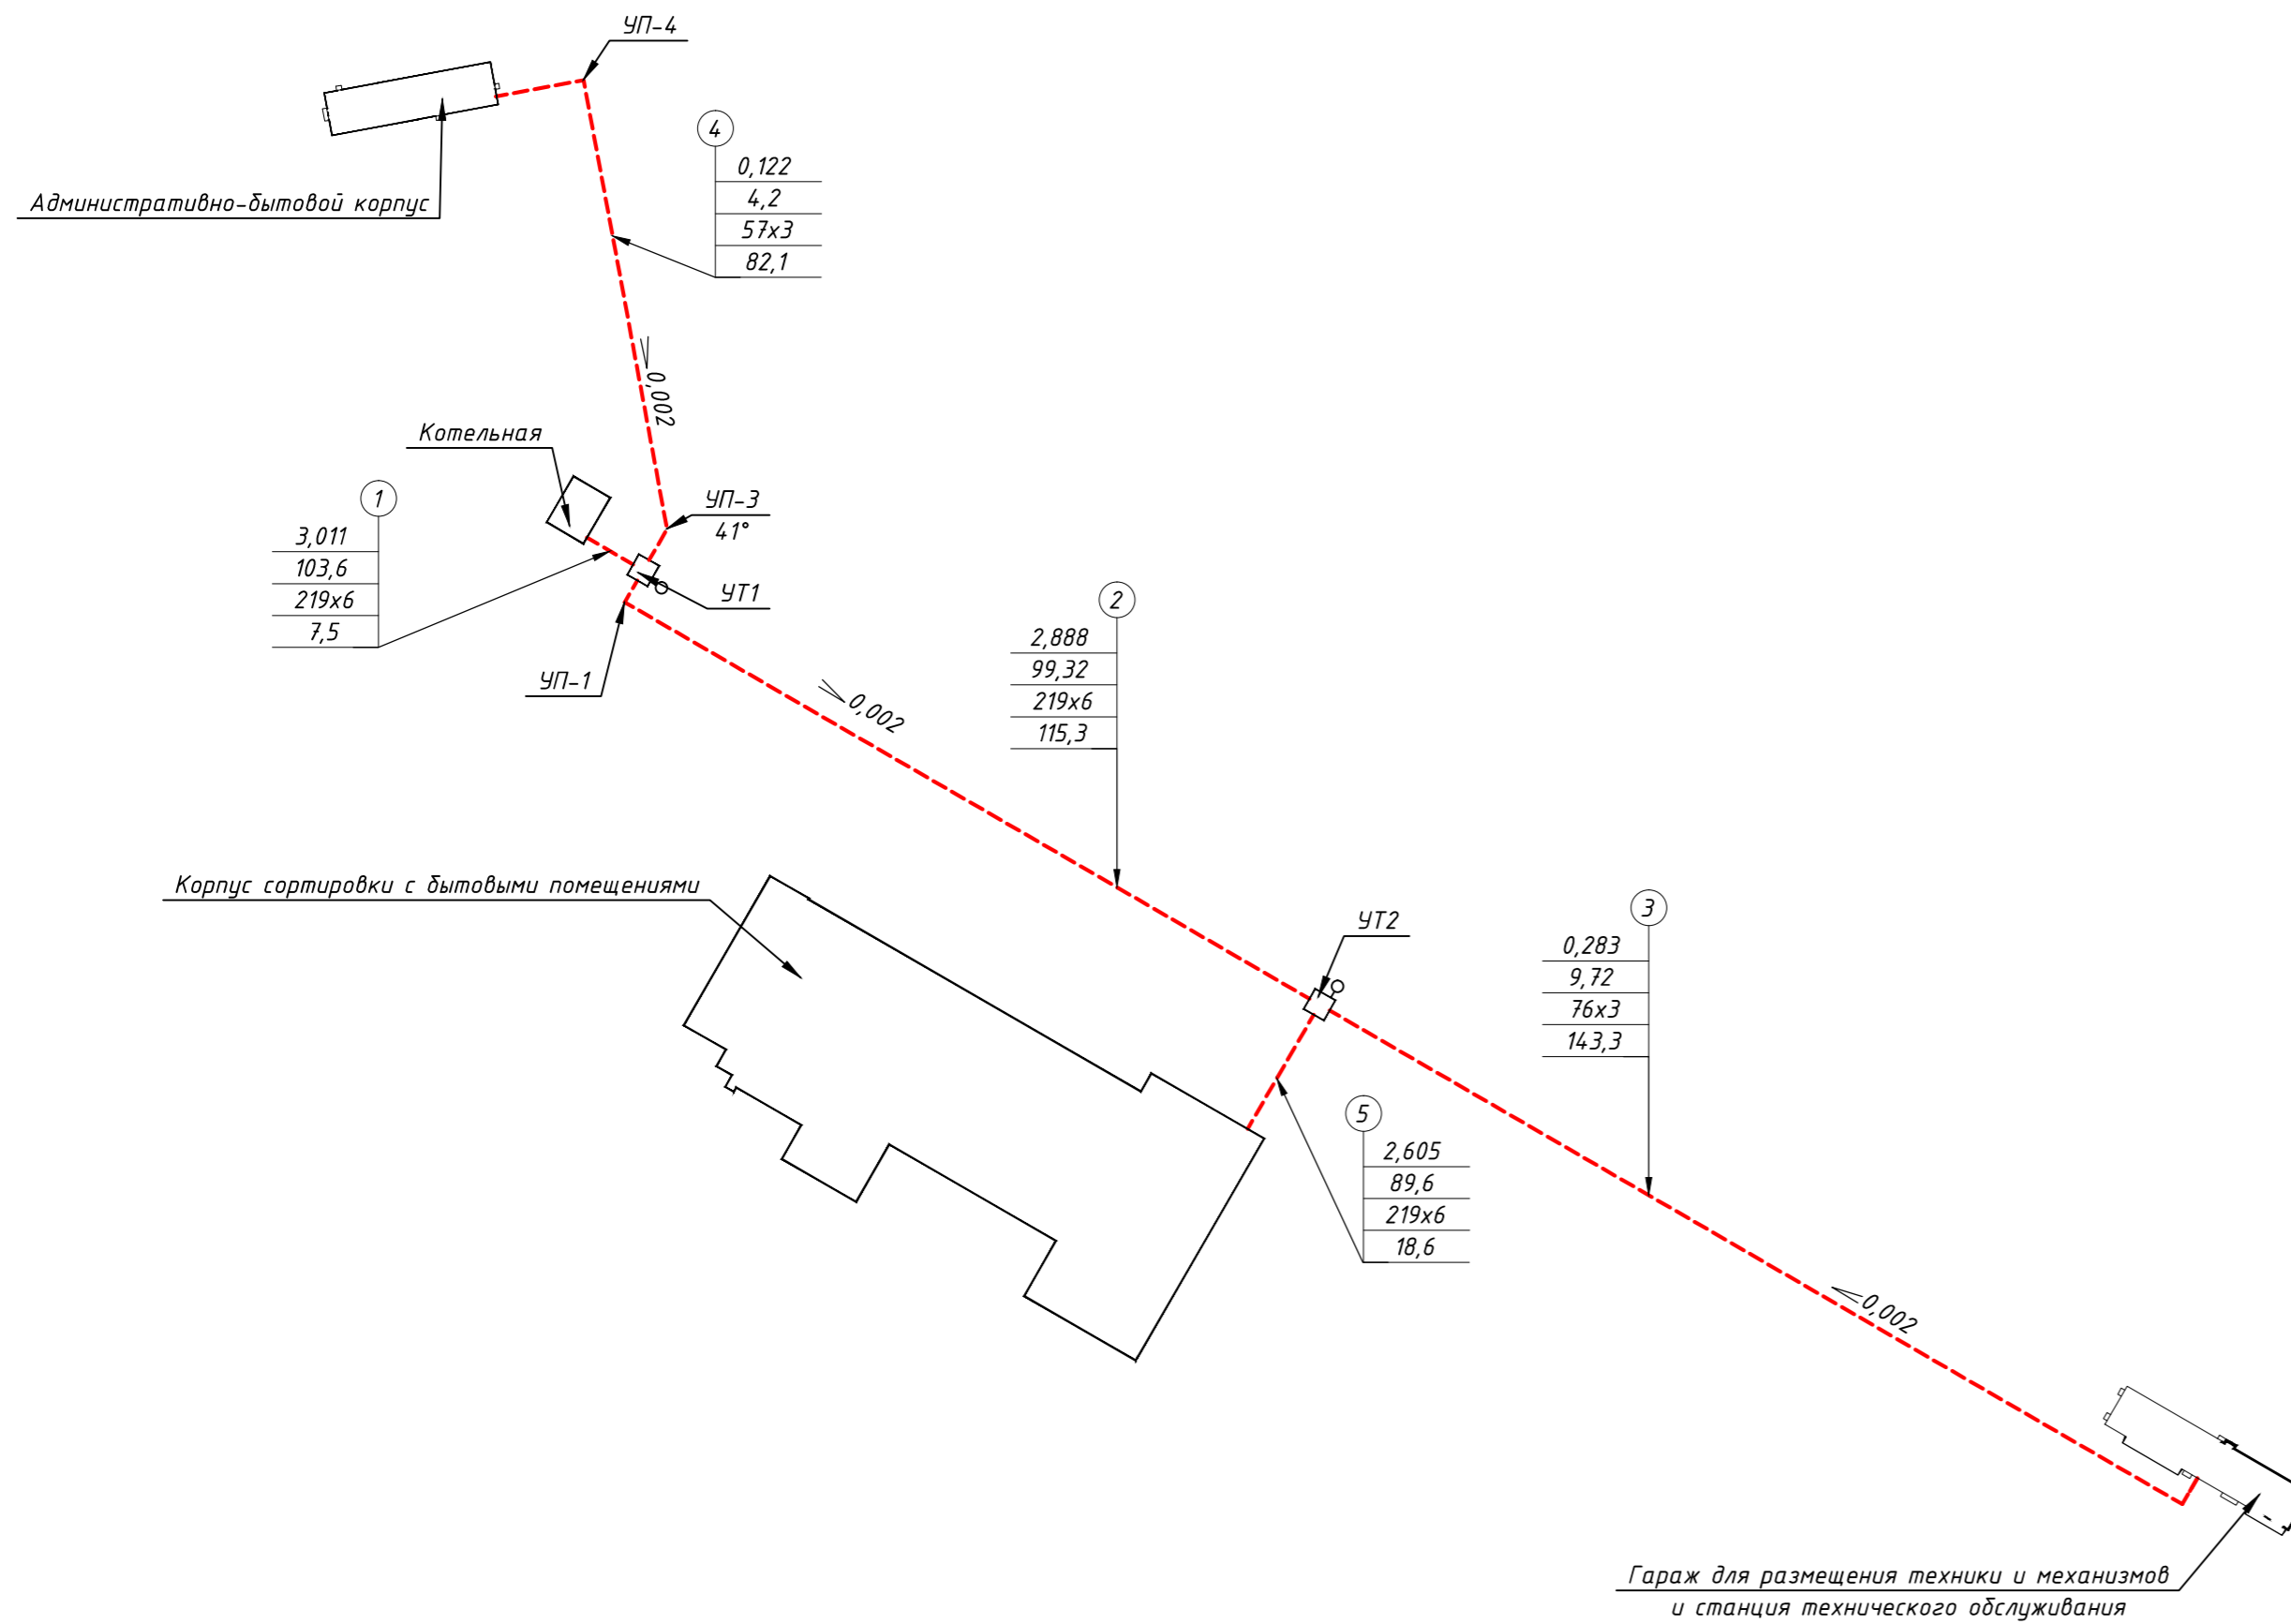 УП-4
4
0,122
4,2
57х3
82,1
Административно-бытовой корпус
0,002
Котельная
1
3,011
103,6
219х6
7,5
УП-3
41°
УТ1
УП-1
2
2,888
99,32
219х6
115,3
0,002
Корпус сортировки с бытовыми помещениями
УТ2
3
0,283
9,72
76х3
143,3
5
2,605
89,6
219х6
18,6
0,002
Гараж для размещения техники и механизмов
и станция технического обслуживания